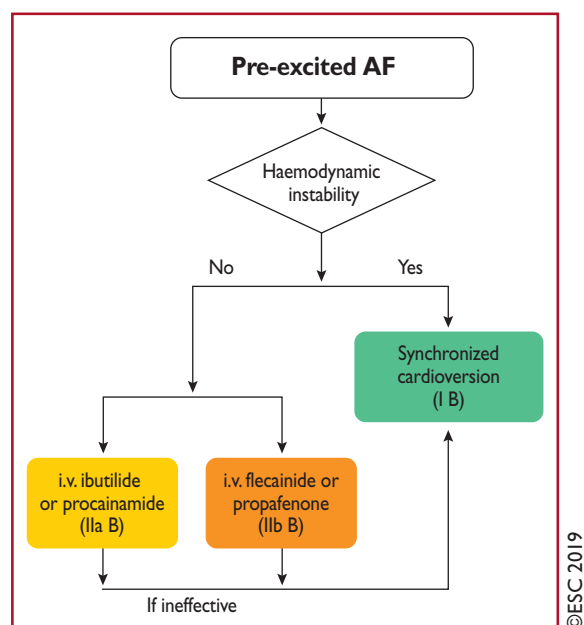 Pre-excited AF
Haemodynamic
instability
No
Yes
Synchronized
cardioversion
(I B)
i.v. ibutilide
or procainamide
(IIa B)
i.v. flecainide or
propafenone
(IIb B)
If ineffective
©ESC 2019